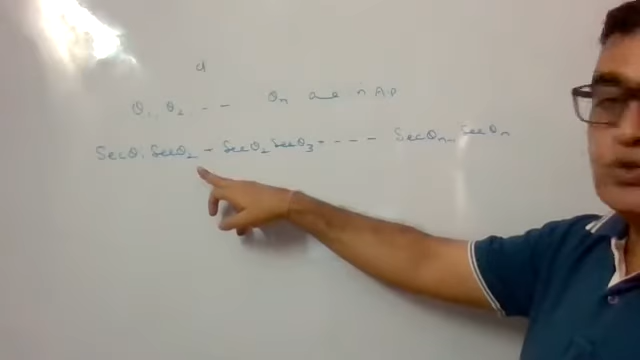 d
θ₁, θ₂ - - - θn are in A.P
Secθ₁ Secθ₂ - Secθ₂ Secθ₃ - - - - Secθn₋ Secθn